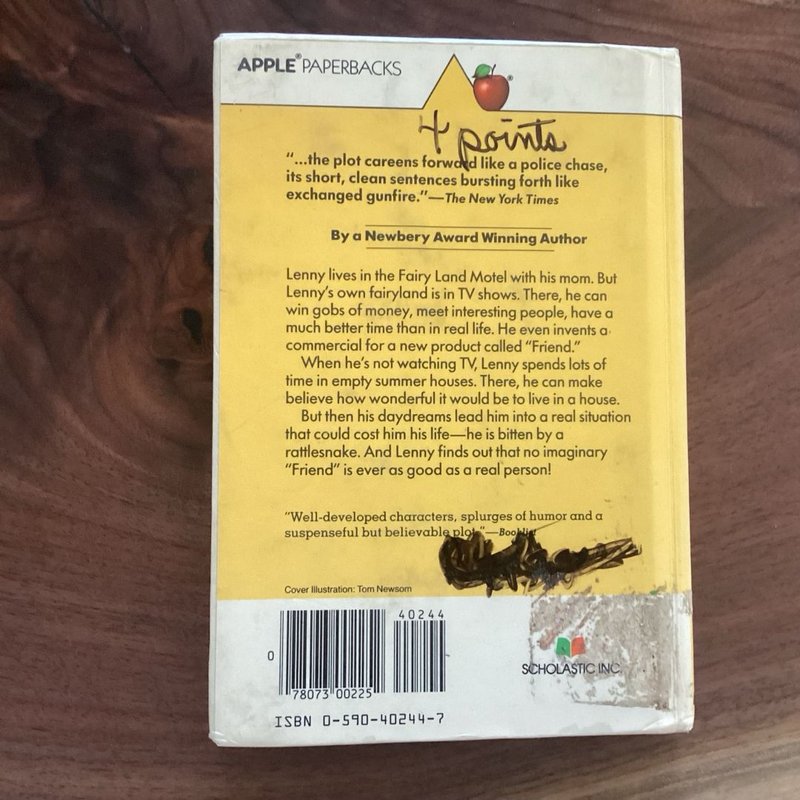 APPLE® PAPERBACKS
4 points
"...the plot careens forward like a police chase,
its short, clean sentences bursting forth like
exchanged gunfire."—The New York Times
By a Newbery Award Winning Author
Lenny lives in the Fairy Land Motel with his mom. But
Lenny's own fairyland is in TV shows. There, he can
win gobs of money, meet interesting people, have a
much better time than in real life. He even invents a
commercial for a new product called "Friend."
When he's not watching TV, Lenny spends lots of
time in empty summer houses. There, he can make
believe how wonderful it would be to live in a house.
But then his daydreams lead him into a real situation
that could cost him his life—he is bitten by a
rattlesnake. And Lenny finds out that no imaginary
"Friend" is ever as good as a real person!
"Well-developed characters, splurges of humor and a
suspenseful but believable plot."—Booklist
Cover Illustration: Tom Newsom
40244
0
78073 00225
SCHOLASTIC INC.
ISBN 0-590-40244-7